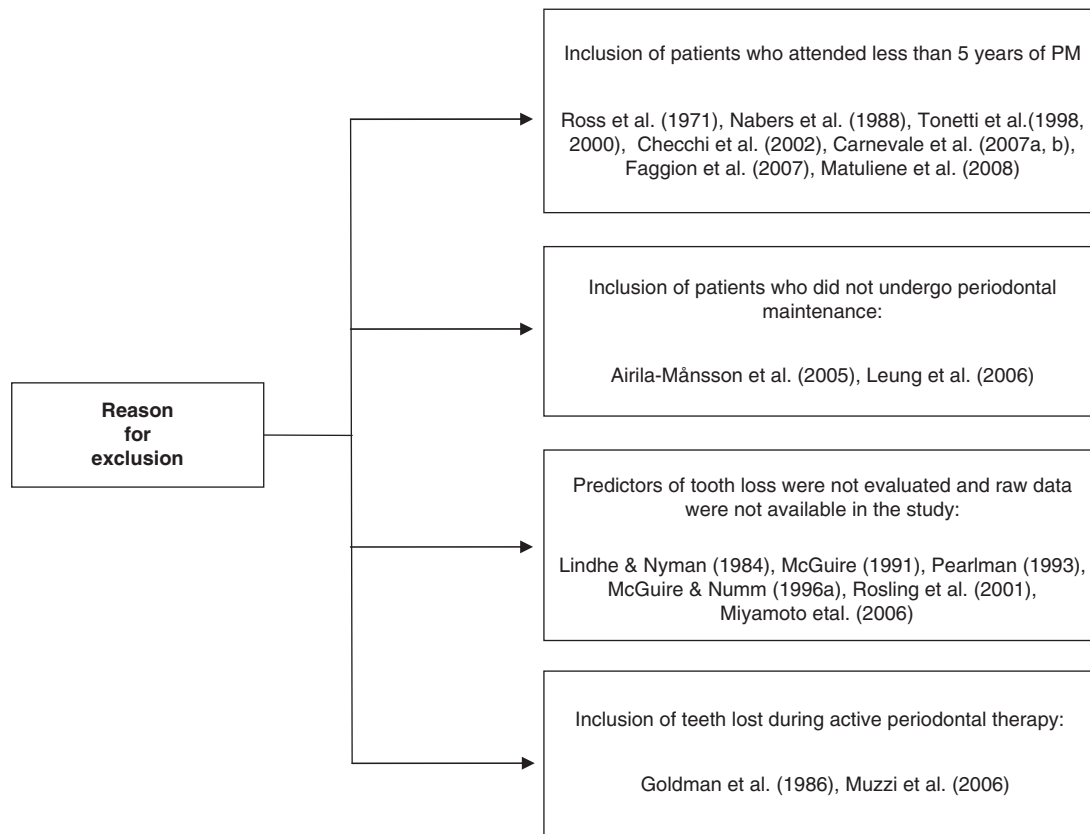 Inclusion of patients who attended less than 5 years of PM
Ross et al. (1971), Nabers et al. (1988), Tonetti et al.(1998,
2000),  Checchi et al. (2002), Carnevale et al. (2007a, b),
Faggion et al. (2007), Matuliene et al. (2008)
Inclusion of patients who did not undergo periodontal
maintenance:
Airila-Månsson et al. (2005), Leung et al. (2006)
Reason
for
exclusion
Predictors of tooth loss were not evaluated and raw data
were not available in the study:
Lindhe & Nyman (1984), McGuire (1991), Pearlman (1993),
McGuire & Numm (1996a), Rosling et al. (2001),
Miyamoto etal. (2006)
Inclusion of teeth lost during active periodontal therapy:
Goldman et al. (1986), Muzzi et al. (2006)